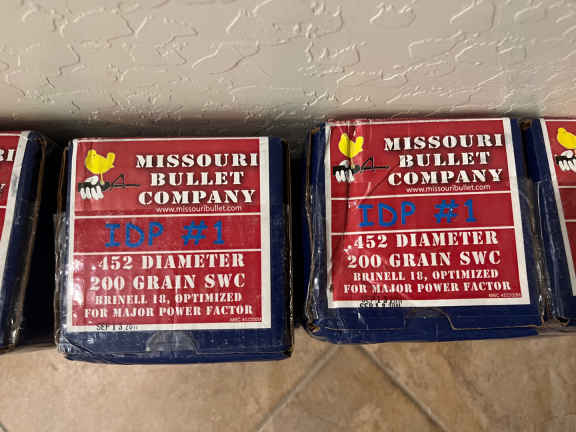 MISSOURI
BULLET
COMPANY
www.missouribullet.com
IDP #1
.452 DIAMETER
200 GRAIN SWC
BRINELL 18, OPTIMIZED
FOR MAJOR POWER FACTOR
MISSOURI
BULLET
COMPANY
www.missouribullet.com
IDP #1
.452 DIAMETER
200 GRAIN SWC
BRINELL 18, OPTIMIZED
FOR MAJOR POWER FACTOR